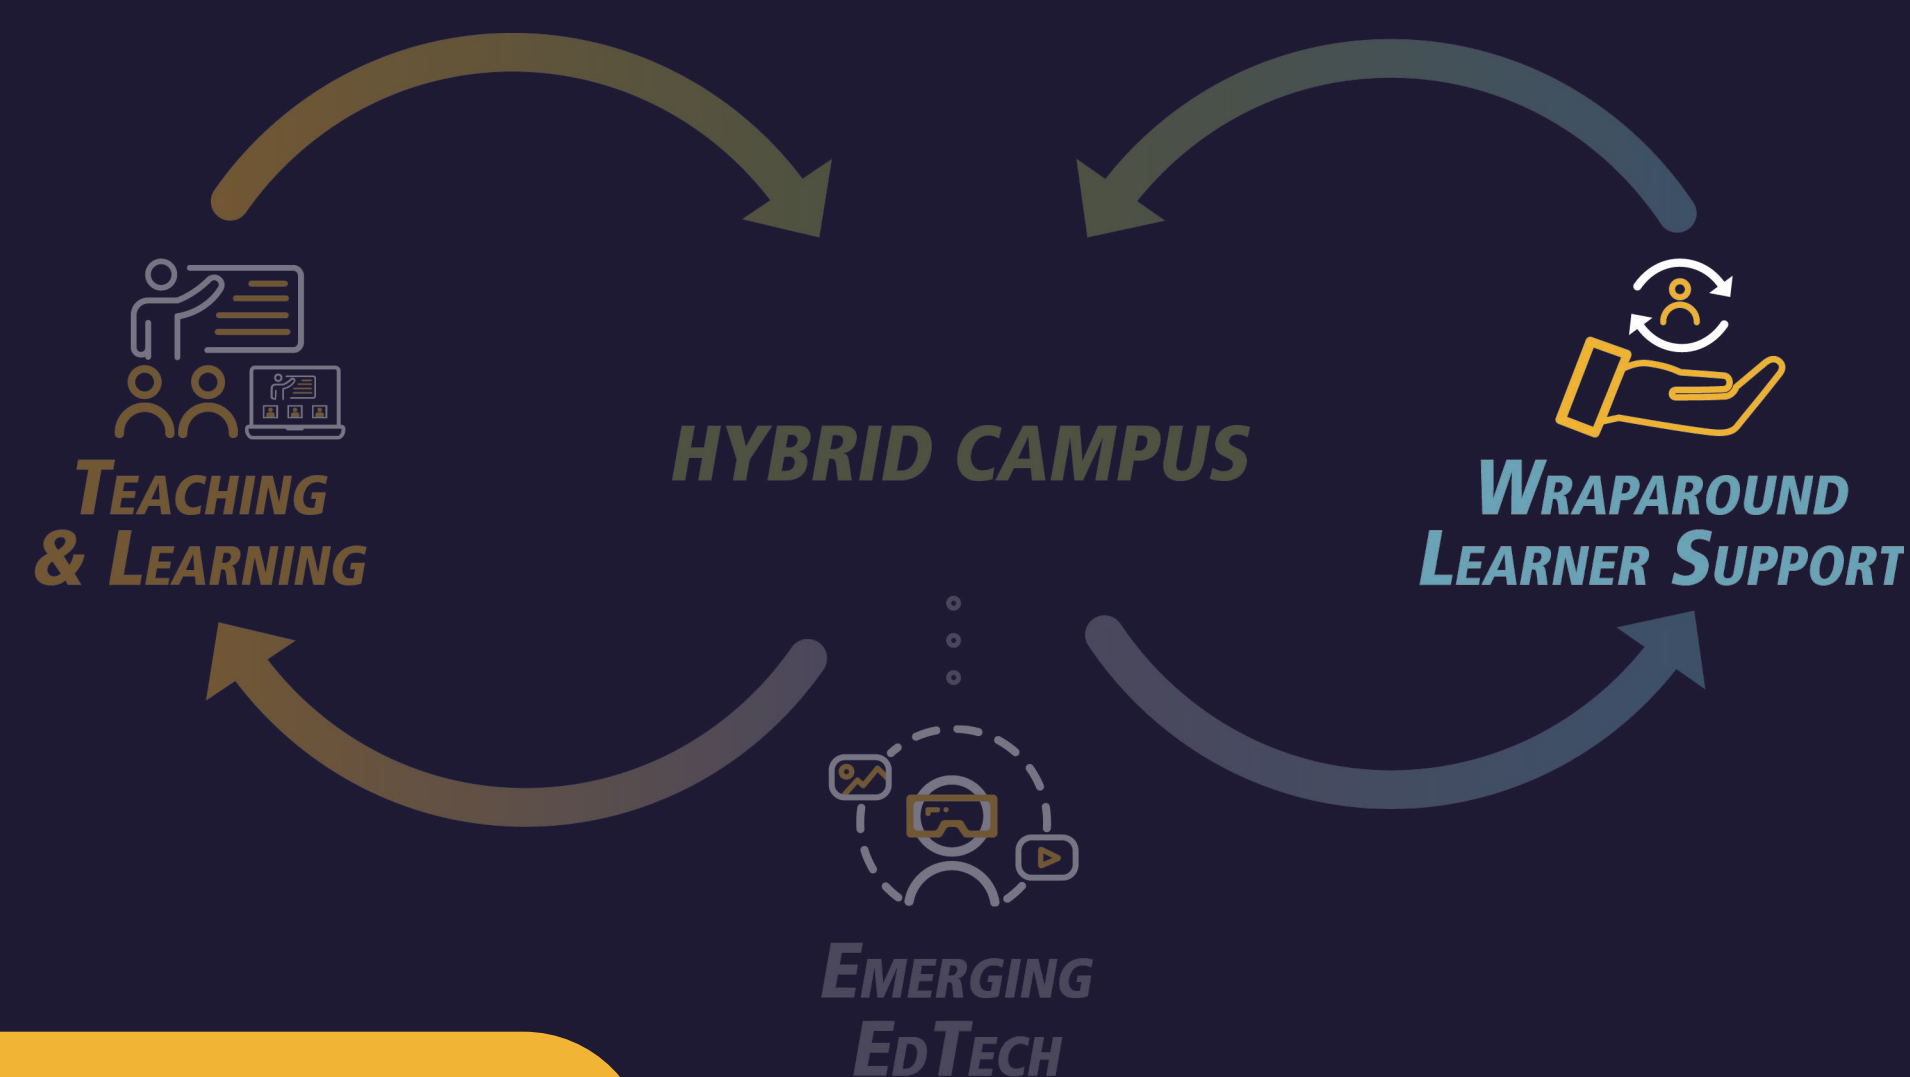 HYBRID CAMPUS
TEACHING
& LEARNING
WRAPAROUND
LEARNER SUPPORT
EMERGING
EDTECH